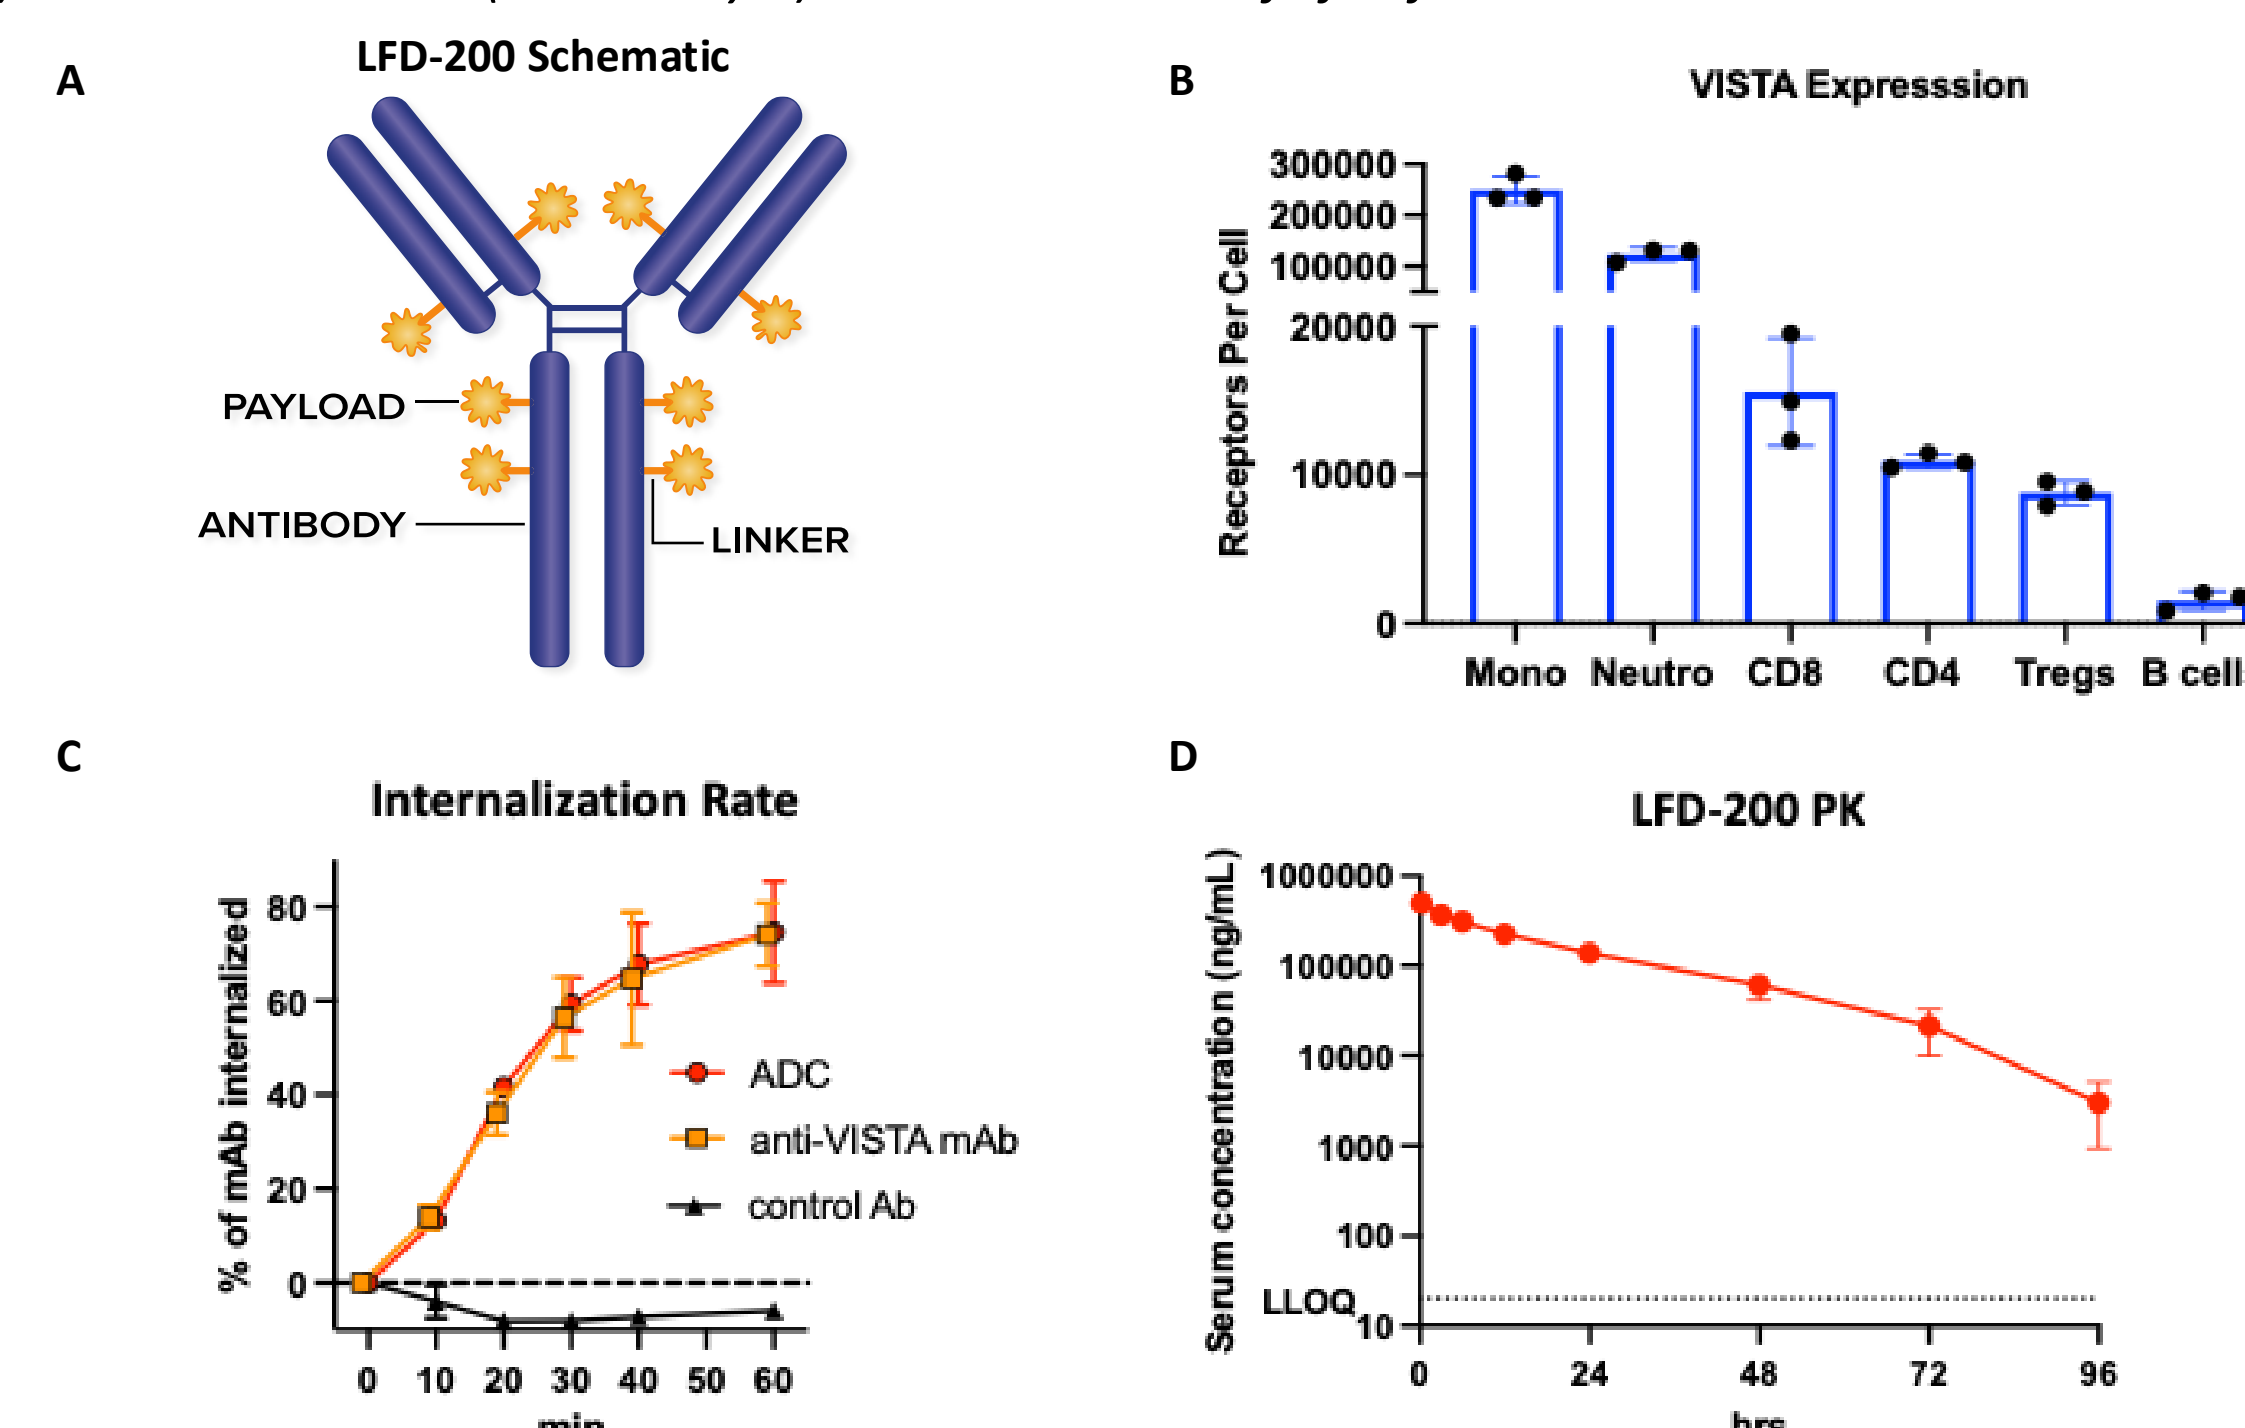 A
LFD-200 Schematic
PAYLOAD
ANTIBODY
LINKER
B
VISTA Expresssion
Receptors Per Cell
300000
200000
100000
20000
10000
0
Mono Neutro CD8 CD4 Tregs B cell
C
Internalization Rate
% of mAb internalized
80
60
40
20
0
ADC
anti-VISTA mAb
control Ab
0 10 20 30 40 50 60
min
D
LFD-200 PK
Serum concentration (ng/mL)
1000000
100000
10000
1000
100
LLOQ
10
0 24 48 72 96
hrs